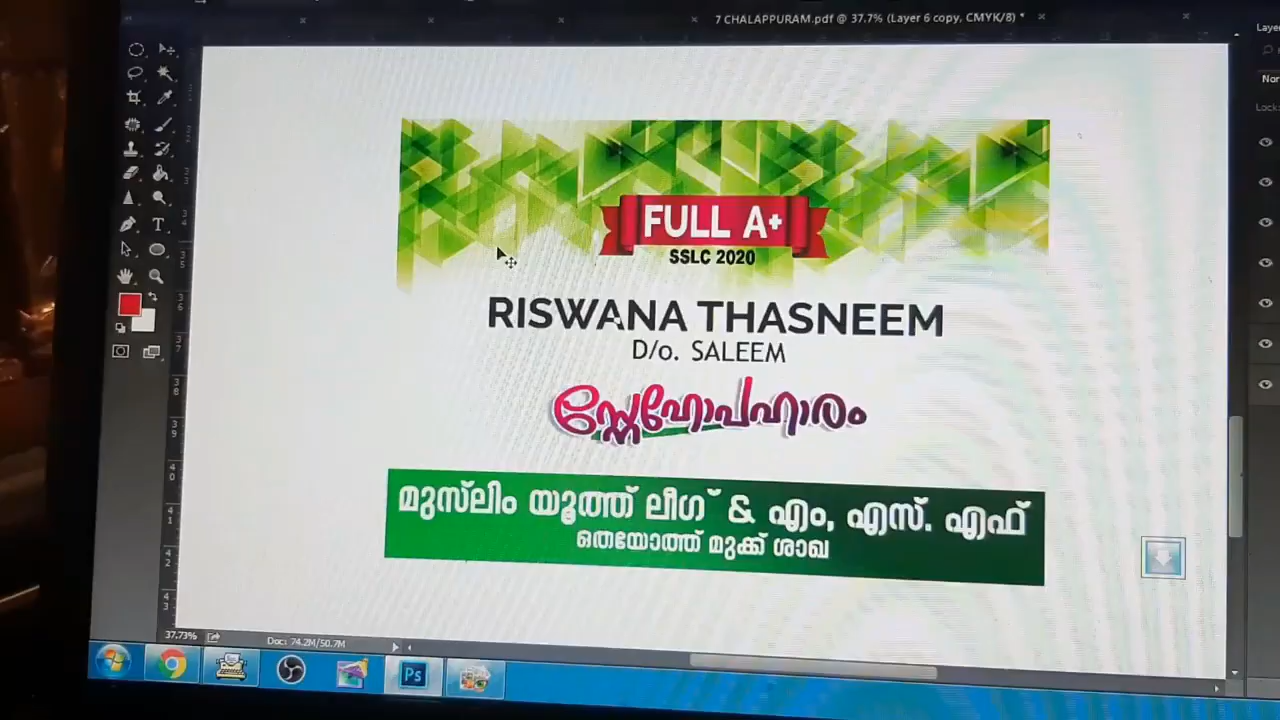 7 CHALAPPURAM.pdf @ 37.7% (Layer 6 copy, CMYK/8) *
FULL A+
SSLC 2020
RISWANA THASNEEM
D/o. SALEEM
സ്നേഹോപഹാരം
മുസ്‌ലിം യൂത്ത് ലീഗ് & എം, എസ്. എഫ്
തെയോത്ത് മുക്ക് ശാഖ
37.73%
Doc: 74.2M/50.7M
Ps